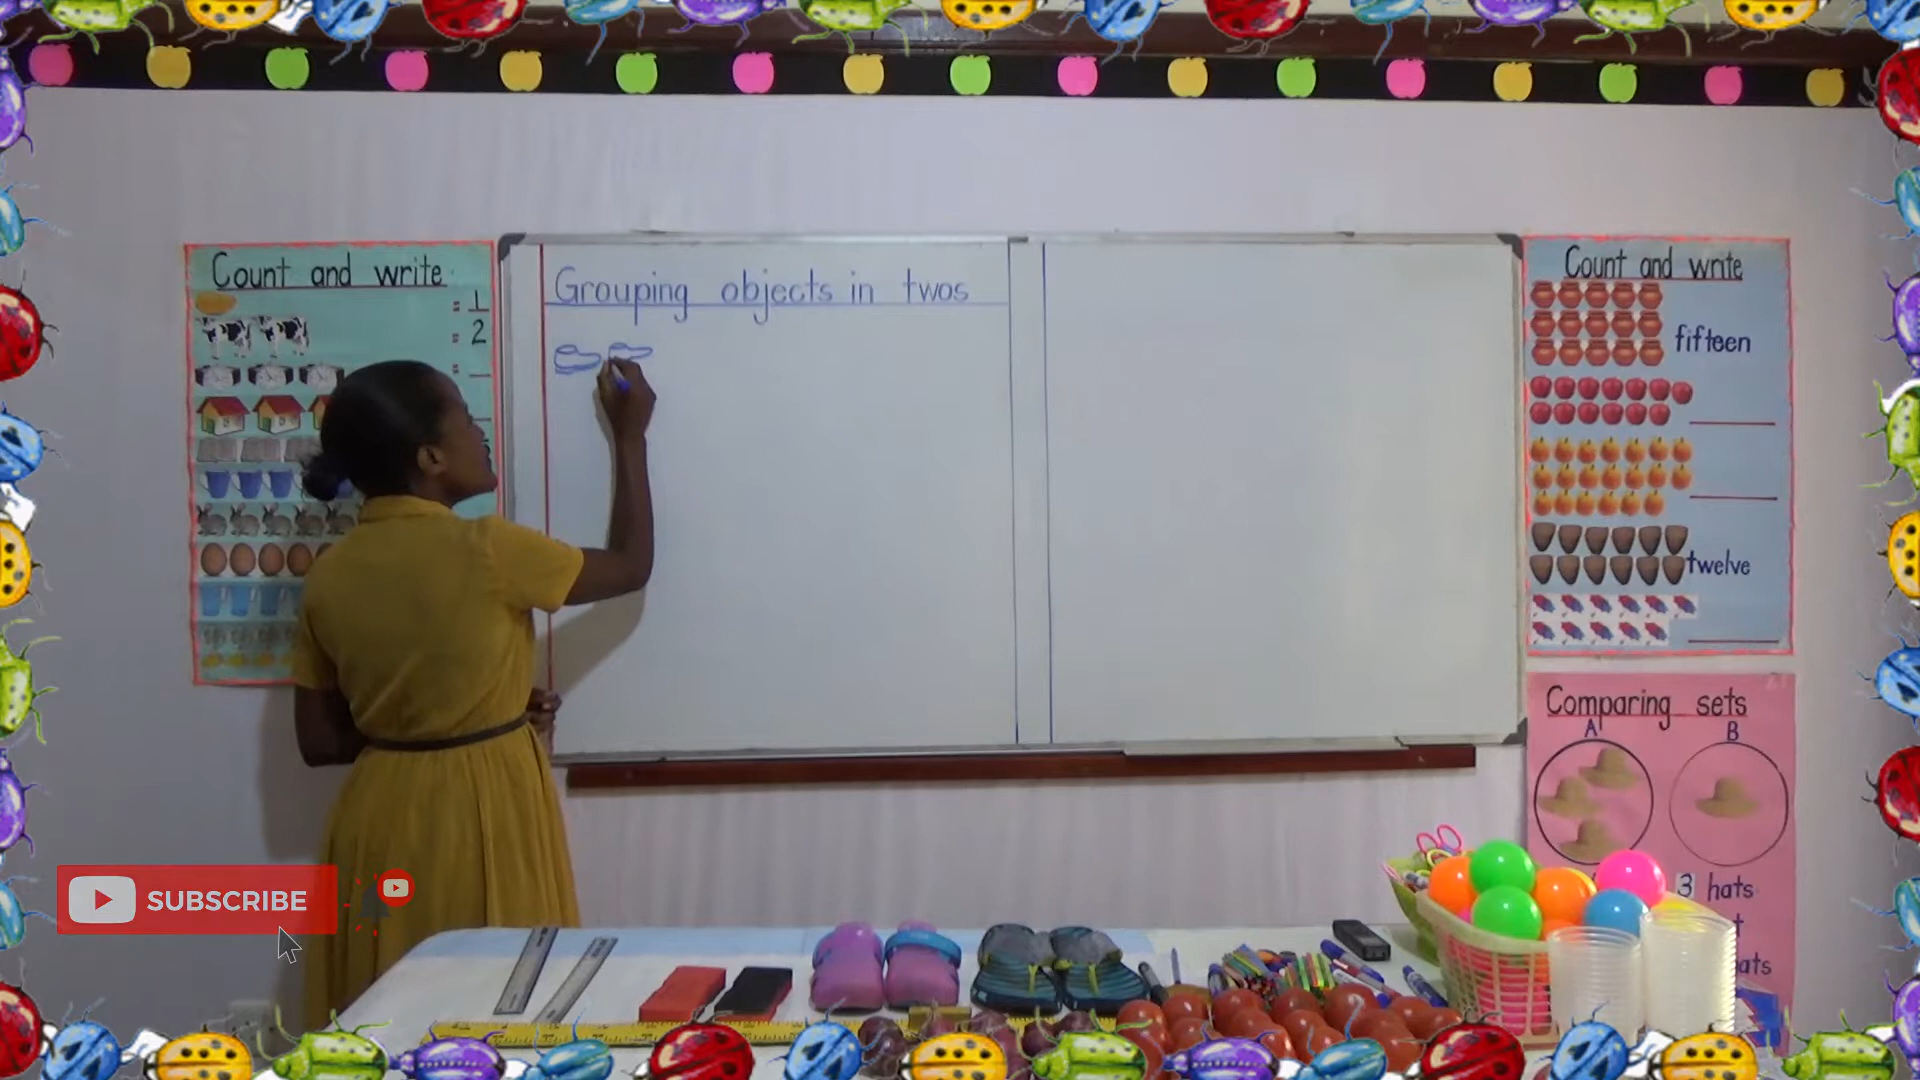 Count and write
= 1
= 2
= _
Grouping objects in twos
Count and write
fifteen
twelve
Comparing sets
A B
3 hats
SUBSCRIBE